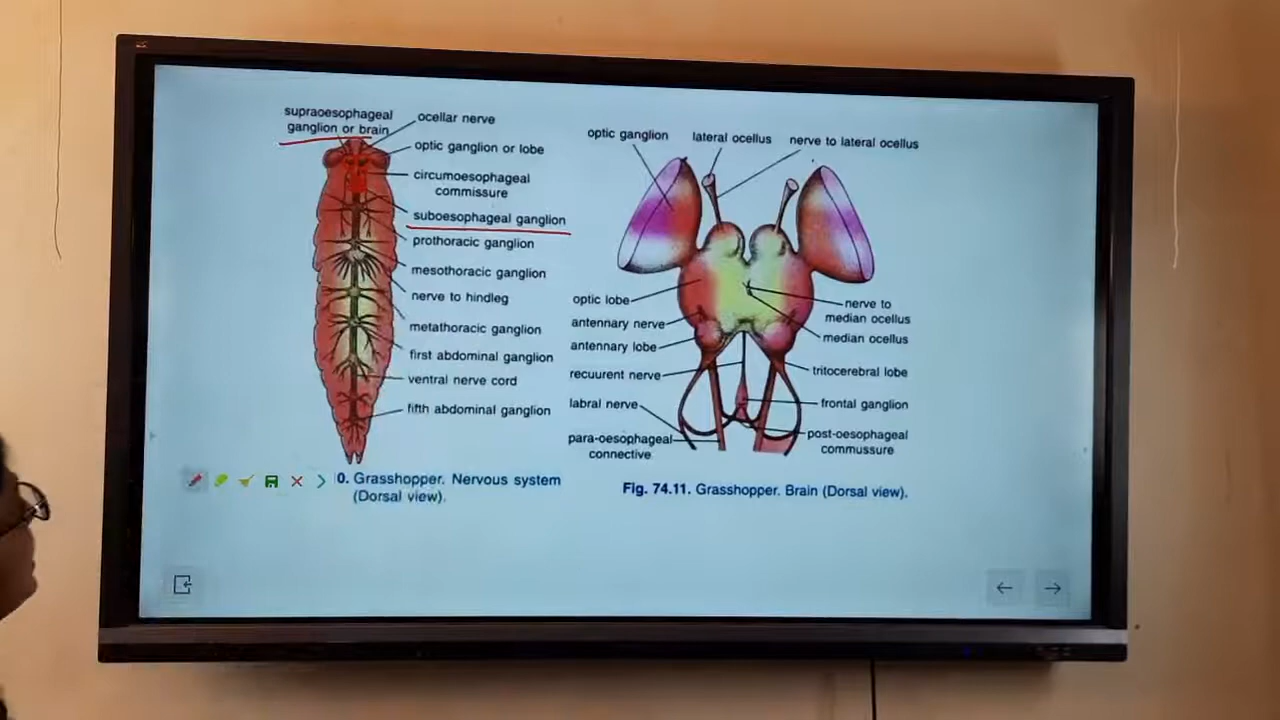 supraoesophageal
ganglion or brain
ocellar nerve
optic ganglion or lobe
circumoesophageal
commissure
suboesophageal ganglion
prothoracic ganglion
mesothoracic ganglion
nerve to hindleg
metathoracic ganglion
first abdominal ganglion
ventral nerve cord
fifth abdominal ganglion
0. Grasshopper. Nervous system
(Dorsal view).
optic ganglion
lateral ocellus
nerve to lateral ocellus
optic lobe
antennary nerve
antennary lobe
recuurent nerve
labral nerve
para-oesophageal
connective
nerve to
median ocellus
median ocellus
tritocerebral lobe
frontal ganglion
post-oesophageal
commussure
Fig. 74.11. Grasshopper. Brain (Dorsal view).